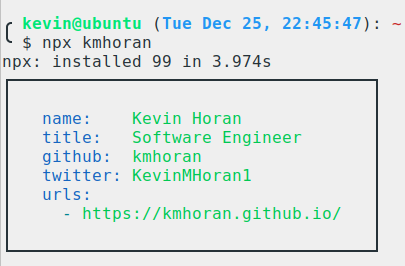 kevin@ubuntu (Tue Dec 25, 22:45:47): ~
$ npx kmhoran
npx: installed 99 in 3.974s
name: Kevin Horan
title: Software Engineer
github: kmhoran
twitter: KevinMHoran1
urls:
- https://kmhoran.github.io/